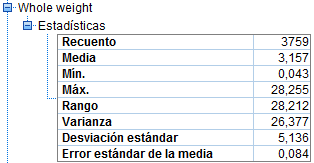 Whole weight
Estadísticas
Recuento 3759
Media 3,157
Mín. 0,043
Máx. 28,255
Rango 28,212
Varianza 26,377
Desviación estándar 5,136
Error estándar de la media 0,084